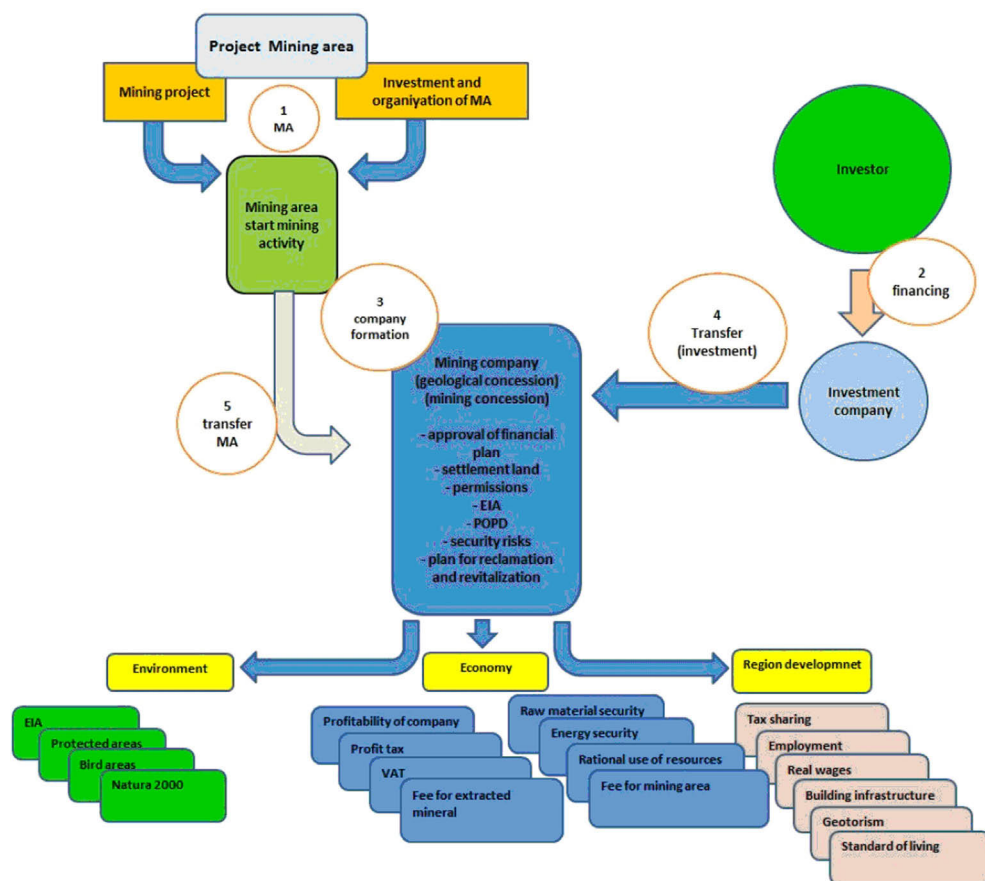 Project Mining area
Mining project
Investment and
organiyation of MA
1
MA
Mining area
start mining
activity
Investor
2
financing
3
company
formation
4
Transfer
(investment)
Investment
company
5
transfer
MA
Mining company
(geological concession)
(mining concession)
- approval of financial
plan
- settlement land
- permissions
- EIA
- POPD
- security risks
- plan for reclamation
and revitalization
Environment
Economy
Region developmnet
EIA
Protected areas
Bird areas
Natura 2000
Profitability of company
Profit tax
VAT
Fee for extracted
mineral
Raw material security
Energy security
Rational use of resources
Fee for mining area
Tax sharing
Employment
Real wages
Building infrastructure
Geotorism
Standard of living